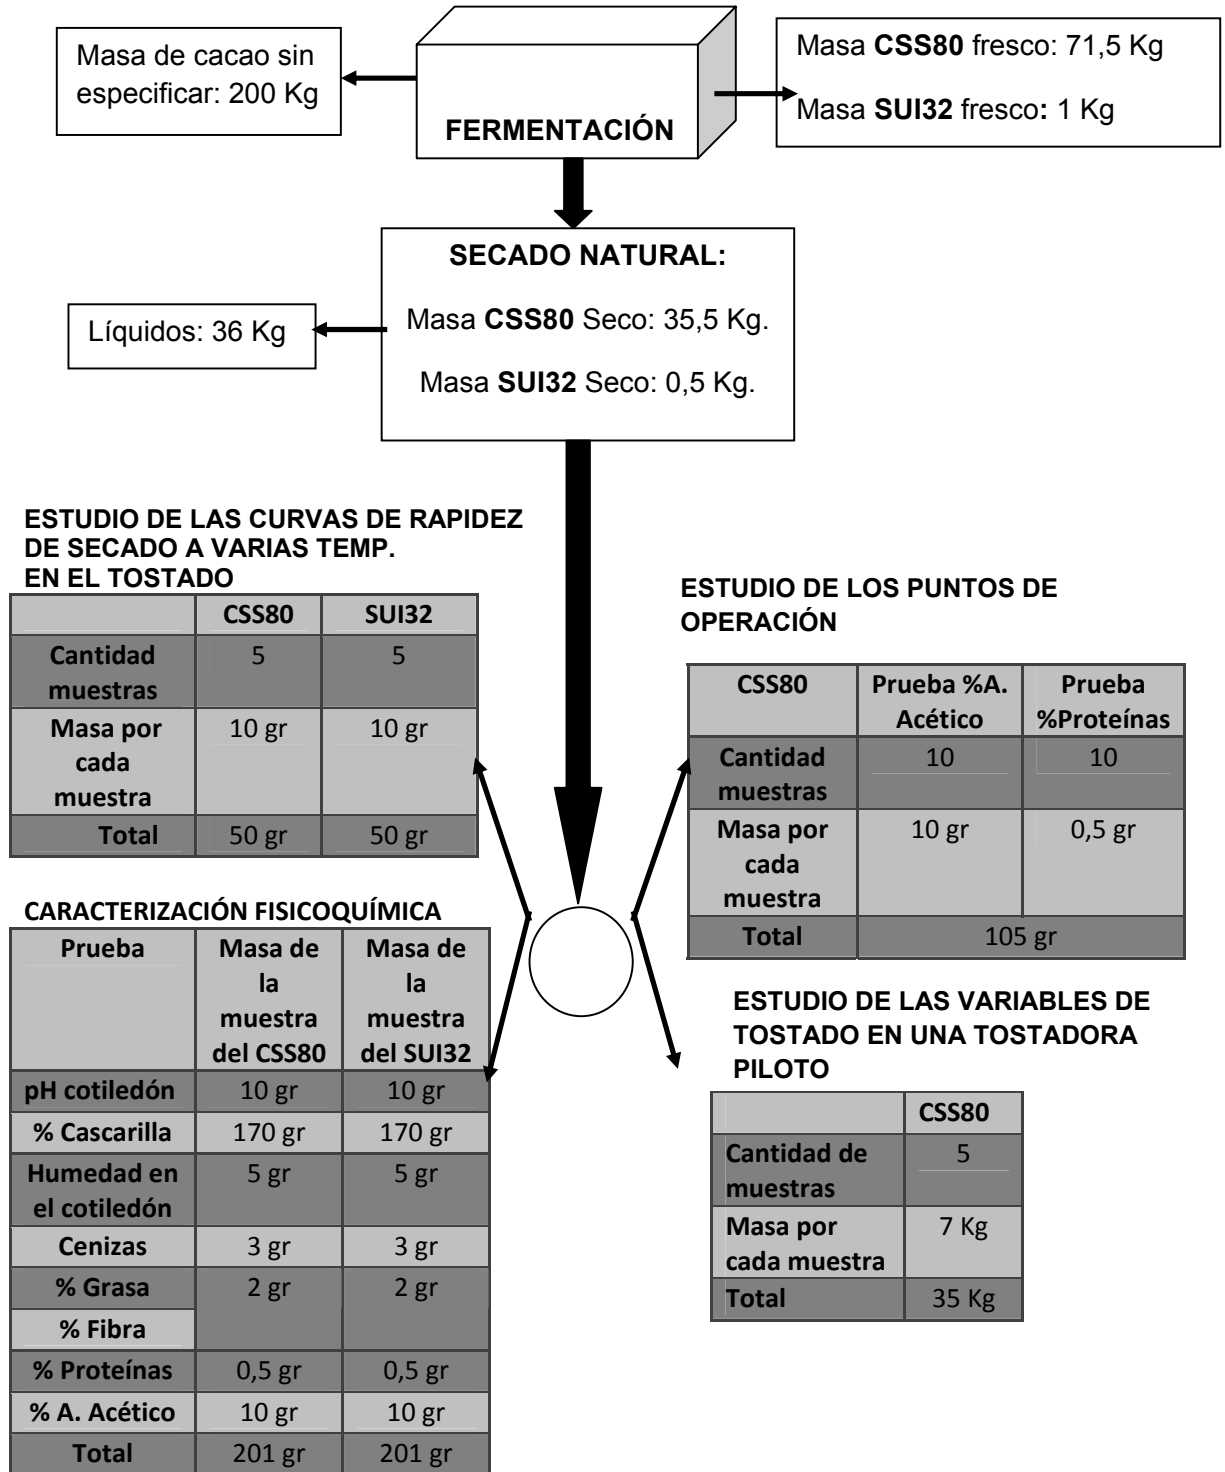 Masa de cacao sin
especificar: 200 Kg
FERMENTACIÓN
Masa CSS80 fresco: 71,5 Kg
Masa SUI32 fresco: 1 Kg
SECADO NATURAL:
Masa CSS80 Seco: 35,5 Kg.
Masa SUI32 Seco: 0,5 Kg.
Líquidos: 36 Kg
ESTUDIO DE LAS CURVAS DE RAPIDEZ
DE SECADO A VARIAS TEMP.
EN EL TOSTADO
CSS80 SUI32
Cantidad
muestras
5 5
Masa por
cada
muestra
10 gr 10 gr
Total 50 gr 50 gr
ESTUDIO DE LOS PUNTOS DE
OPERACIÓN
CSS80
Prueba %A.
Acético
Prueba
%Proteínas
Cantidad
muestras
10 10
Masa por
cada
muestra
10 gr 0,5 gr
Total 105 gr
CARACTERIZACIÓN FISICOQUÍMICA
Prueba
Masa de
la
muestra
del CSS80
Masa de
la
muestra
del SUI32
pH cotiledón 10 gr 10 gr
% Cascarilla 170 gr 170 gr
Humedad en
el cotiledón
5 gr 5 gr
Cenizas 3 gr 3 gr
% Grasa 2 gr 2 gr
% Fibra
% Proteínas 0,5 gr 0,5 gr
% A. Acético 10 gr 10 gr
Total 201 gr 201 gr
ESTUDIO DE LAS VARIABLES DE
TOSTADO EN UNA TOSTADORA
PILOTO
CSS80
Cantidad de
muestras
5
Masa por
cada muestra
7 Kg
Total 35 Kg